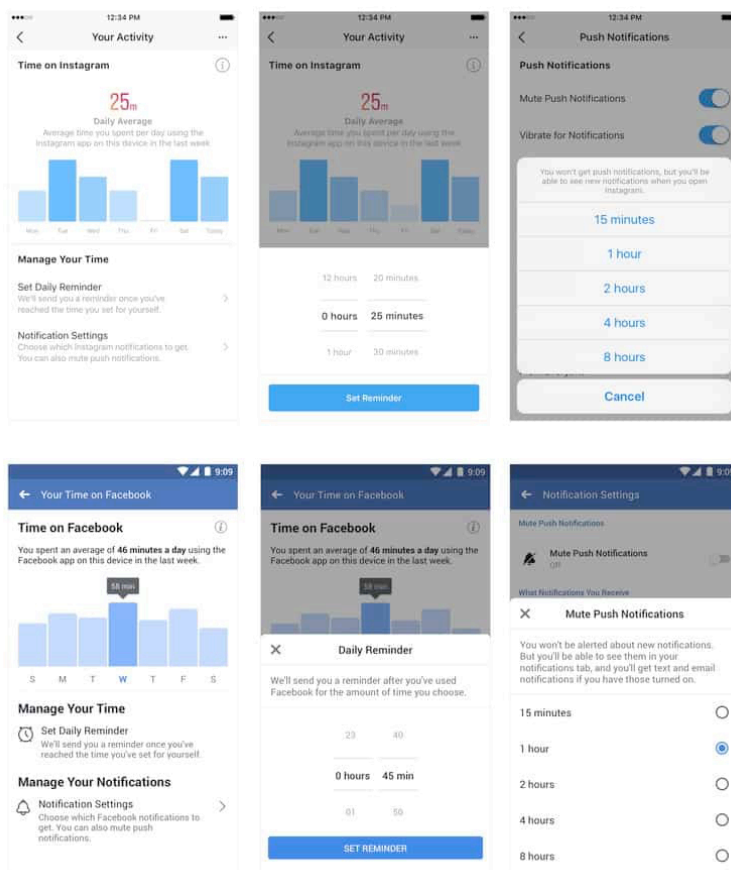 12:34 PM
Your Activity
Time on Instagram
25m
Daily Average
Average time you spent per day using the
Instagram app on this device in the last week
Mon Tue Wed Thu Fri Sat Today
Manage Your Time
Set Daily Reminder
We'll send you a reminder once you've
reached the time you set for yourself.
Notification Settings
Choose which Instagram notifications to get.
You can also mute push notifications.
12:34 PM
Your Activity
Time on Instagram
25m
Daily Average
Average time you spent per day using the
Instagram app on this device in the last week
Mon Tue Wed Thu Fri Sat Today
12 hours 20 minutes
0 hours 25 minutes
1 hour 30 minutes
Set Reminder
12:34 PM
Push Notifications
Push Notifications
Mute Push Notifications
Vibrate for Notifications
You won't get push notifications, but you'll be
able to see new notifications when you open
Instagram.
15 minutes
1 hour
2 hours
4 hours
8 hours
Cancel
9:09
Your Time on Facebook
Time on Facebook
You spent an average of 46 minutes a day using the
Facebook app on this device in the last week.
58 min
S M T W T F S
Manage Your Time
Set Daily Reminder
We'll send you a reminder once you've
reached the time you've set for yourself.
Manage Your Notifications
Notification Settings
Choose which Facebook notifications to
get. You can also mute push
notifications.
9:09
Your Time on Facebook
Time on Facebook
You spent an average of 46 minutes a day using the
Facebook app on this device in the last week.
58 min
Daily Reminder
We'll send you a reminder after you've used
Facebook for the amount of time you choose.
23 40
0 hours 45 min
01 50
SET REMINDER
9:09
Notification Settings
Mute Push Notifications
Mute Push Notifications
Off
What Notifications You Receive
Mute Push Notifications
You won't be alerted about new notifications.
But you'll be able to see them in your
notifications tab, and you'll get text and email
notifications if you have those turned on.
15 minutes
1 hour
2 hours
4 hours
8 hours